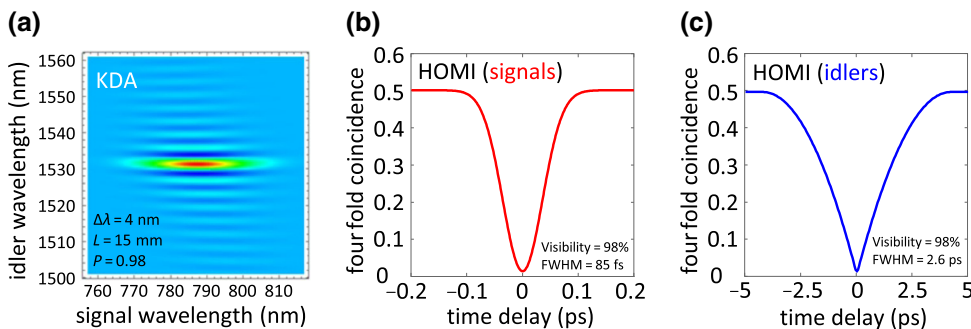 (a)
KDA
Δλ = 4 nm
L = 15 mm
P = 0.98
idler wavelength (nm)
1560
1550
1540
1530
1520
1510
1500
760 770 780 790 800 810
signal wavelength (nm)
(b)
HOMI (signals)
Visibility = 98%
FWHM = 85 fs
fourfold coincidence
0.6
0.5
0.4
0.3
0.2
0.1
0
−0.2 −0.1 0 0.1 0.2
time delay (ps)
(c)
HOMI (idlers)
Visibility = 98%
FWHM = 2.6 ps
fourfold coincidence
0.6
0.5
0.4
0.3
0.2
0.1
0
−5 −2.5 0 2.5 5
time delay (ps)